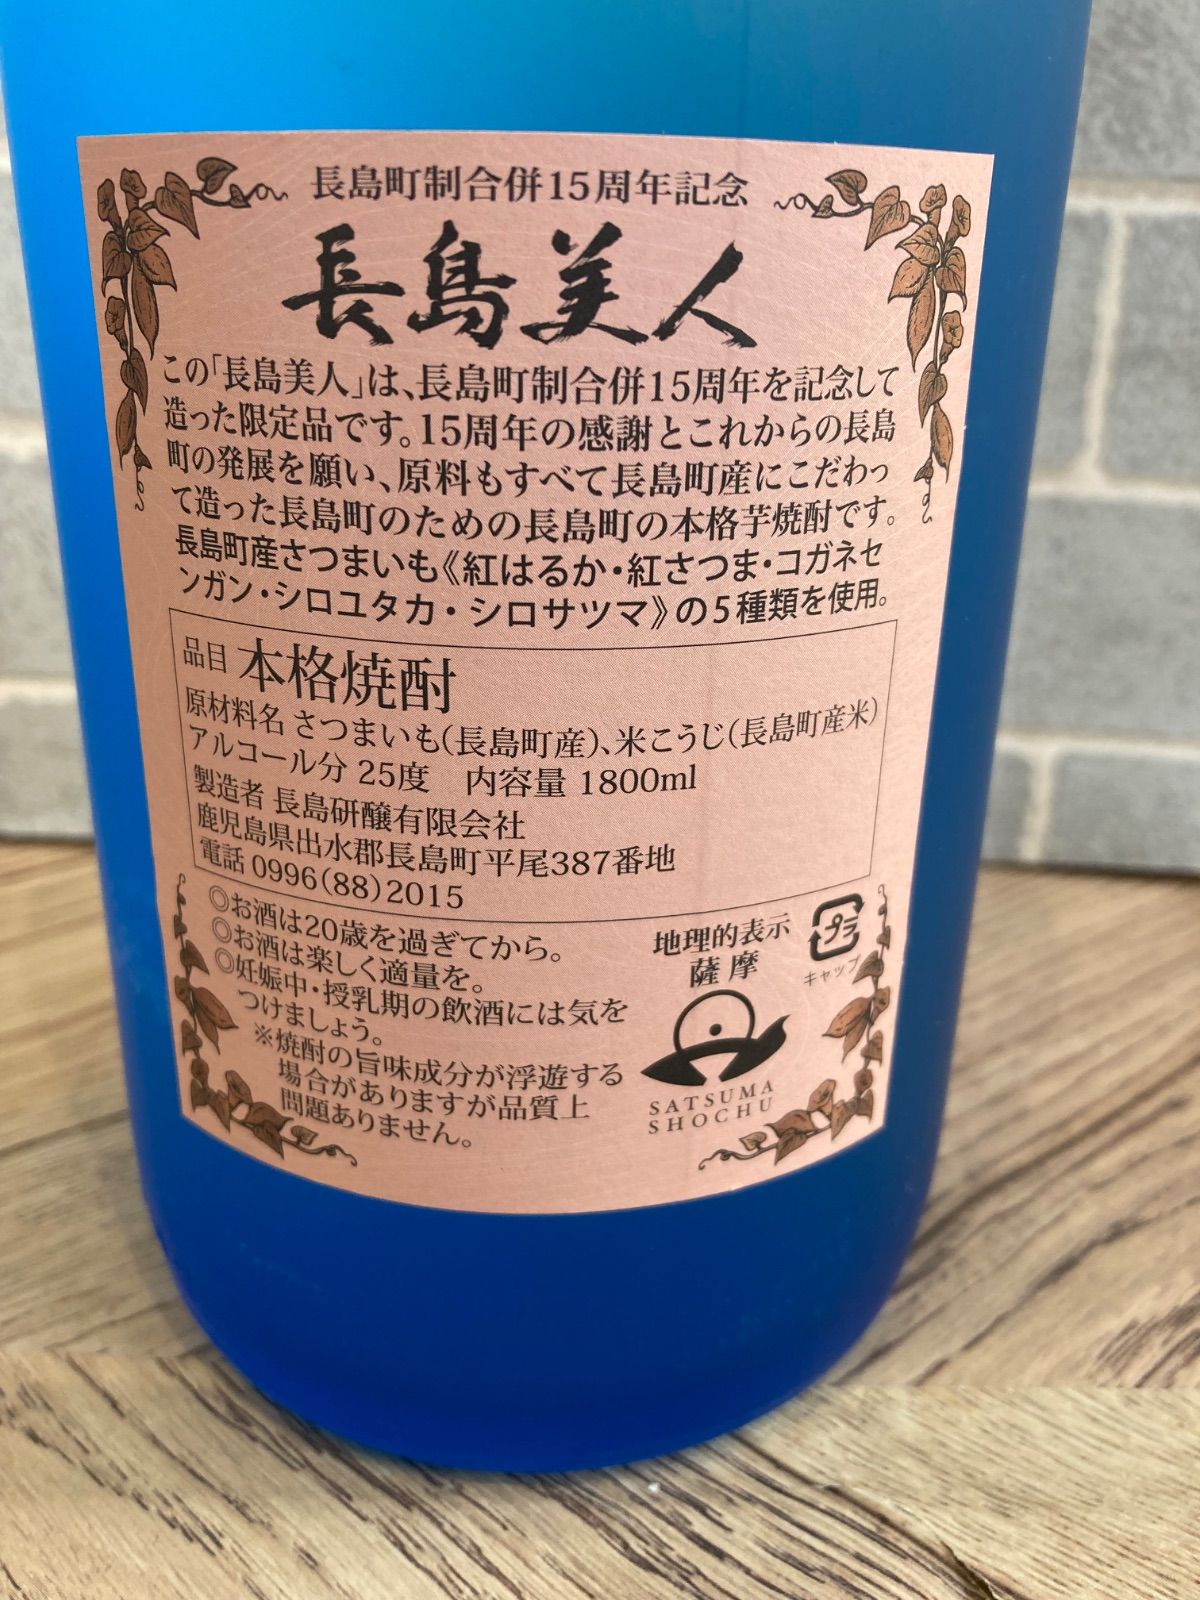 長島町制合併15周年記念
長島美人
この「長島美人」は、長島町制合併15周年を記念して
造った限定品です。15周年の感謝とこれからの長島
町の発展を願い、原料もすべて長島町産にこだわっ
て造った長島町のための長島町の本格芋焼酎です。
長島町産さつまいも《紅はるか・紅さつま・コガネセ
ンガン・シロユタカ・シロサツマ》の5種類を使用。
品目 本格焼酎
原材料名 さつまいも(長島町産)、米こうじ(長島町産米)
アルコール分 25度 内容量 1800ml
製造者 長島研醸有限会社
鹿児島県出水郡長島町平尾387番地
電話 0996(88)2015
◎お酒は20歳を過ぎてから。
◎お酒は楽しく適量を。
◎妊娠中・授乳期の飲酒には気を
つけましょう。
※焼酎の旨味成分が浮遊する
場合がありますが品質上
問題ありません。
地理的表示
薩摩
SATSUMA
SHOCHU
プラ
キャップ